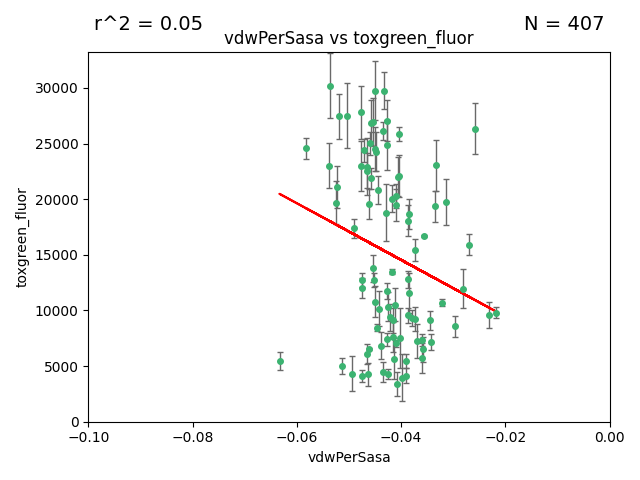 r^2 = 0.05
N = 407
vdwPerSasa vs toxgreen_fluor
toxgreen_fluor
30000
25000
20000
15000
10000
5000
0
−0.10
−0.08
−0.06
−0.04
−0.02
0.00
vdwPerSasa